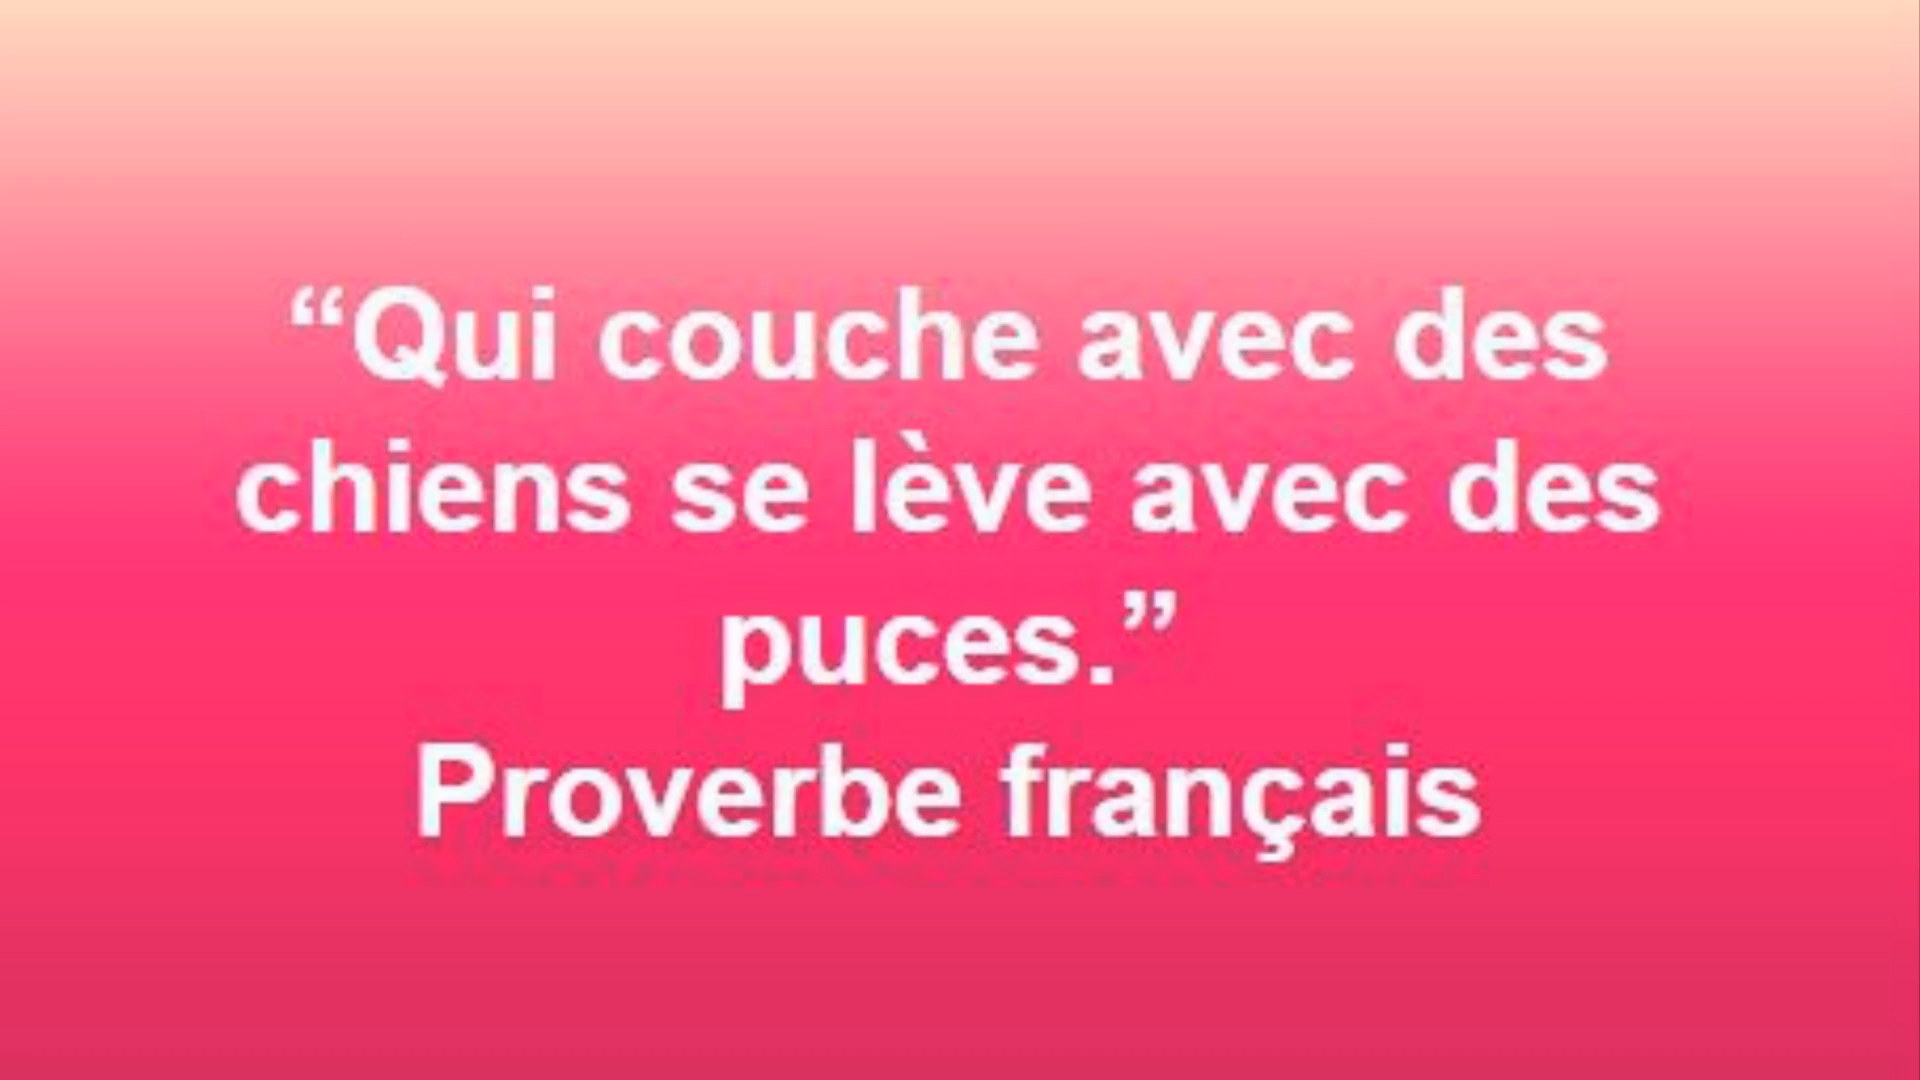 “Qui couche avec des
chiens se lève avec des
puces.”
Proverbe français